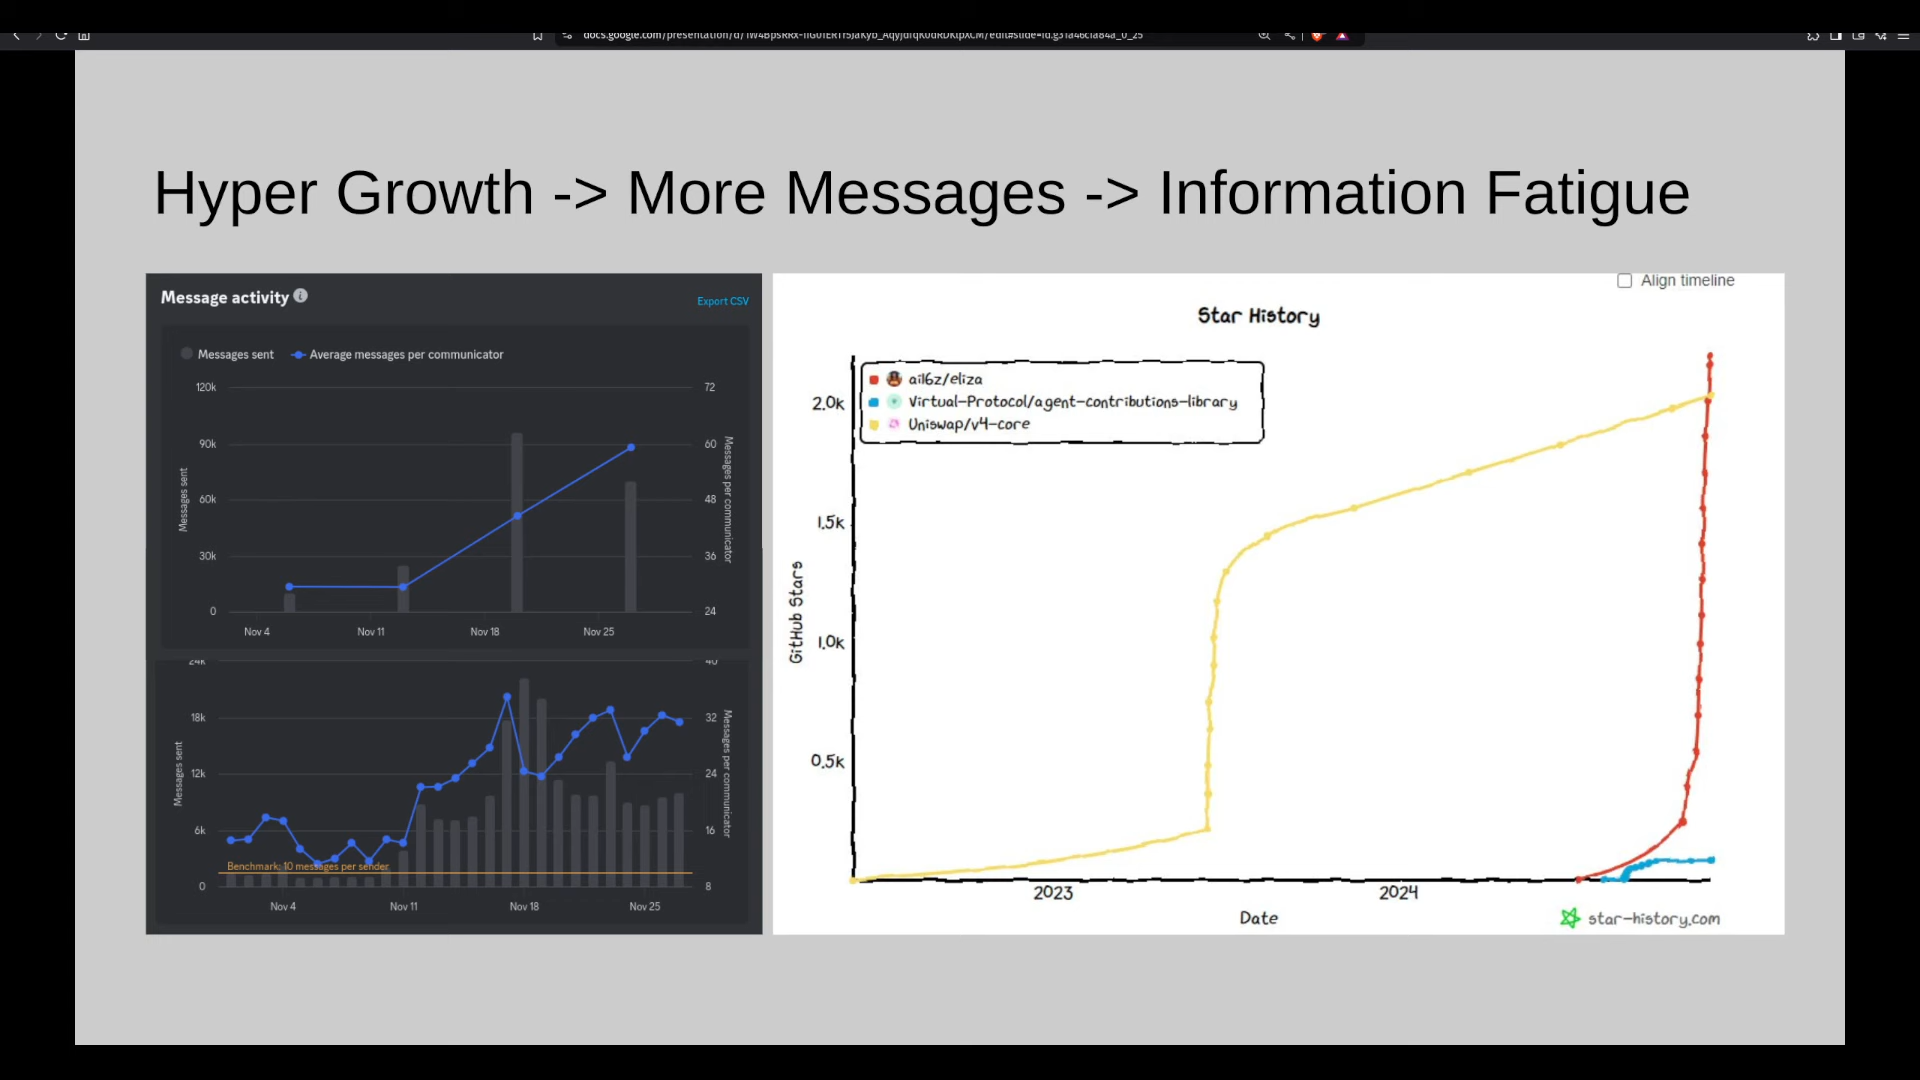 Hyper Growth -> More Messages -> Information Fatigue
Message activity
Export CSV
Messages sent
Average messages per communicator
120k
90k
60k
30k
0
72
60
48
36
24
Messages sent
Messages per communicator
Nov 4
Nov 11
Nov 18
Nov 25
24k
18k
12k
6k
0
40
32
24
16
8
Messages sent
Messages per communicator
Benchmark: 10 messages per sender
Nov 4
Nov 11
Nov 18
Nov 25
Align timeline
Star History
ai16z/eliza
Virtual-Protocol/agent-contributions-library
Uniswap/v4-core
2.0k
1.5k
1.0k
0.5k
GitHub Stars
2023
2024
Date
star-history.com